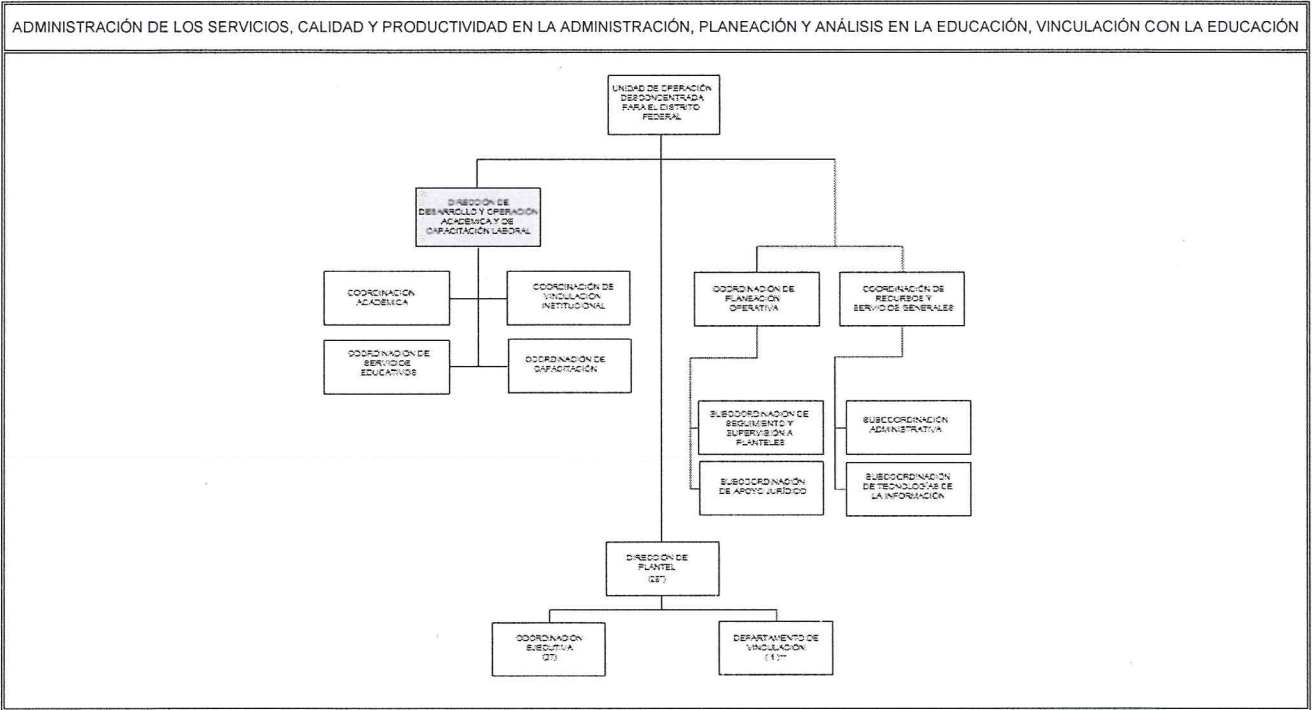 ADMINISTRACIÓN DE LOS SERVICIOS, CALIDAD Y PRODUCTIVIDAD EN LA ADMINISTRACIÓN, PLANEACIÓN Y ANÁLISIS EN LA EDUCACIÓN, VINCULACIÓN CON LA EDUCACIÓN
UNIDAD DE OPERACIÓN
DESCONCENTRADA
PARA EL DISTRITO
FEDERAL
DIRECCIÓN DE
DESARROLLO Y OPERACIÓN
ACADÉMICA Y DE
CAPACITACIÓN LABORAL
COORDINACIÓN
ACADÉMICA
COORDINACIÓN DE
VINCULACIÓN
INSTITUCIONAL
COORDINACIÓN DE
SERVICIOS
EDUCATIVOS
COORDINACIÓN DE
CAPACITACIÓN
COORDINACIÓN DE
PLANEACIÓN
OPERATIVA
COORDINACIÓN DE
RECURSOS Y
SERVICIOS GENERALES
SUBCOORDINACIÓN DE
SEGUIMIENTO Y
SUPERVISIÓN A
PLANTELES
SUBCOORDINACIÓN
ADMINISTRATIVA
SUBCOORDINACIÓN
DE APOYO JURÍDICO
SUBCOORDINACIÓN
DE TECNOLOGÍAS DE
LA INFORMACIÓN
DIRECCIÓN DE
PLANTEL
COORDINACIÓN
EJECUTIVA
(27)
DEPARTAMENTO DE
VINCULACIÓN